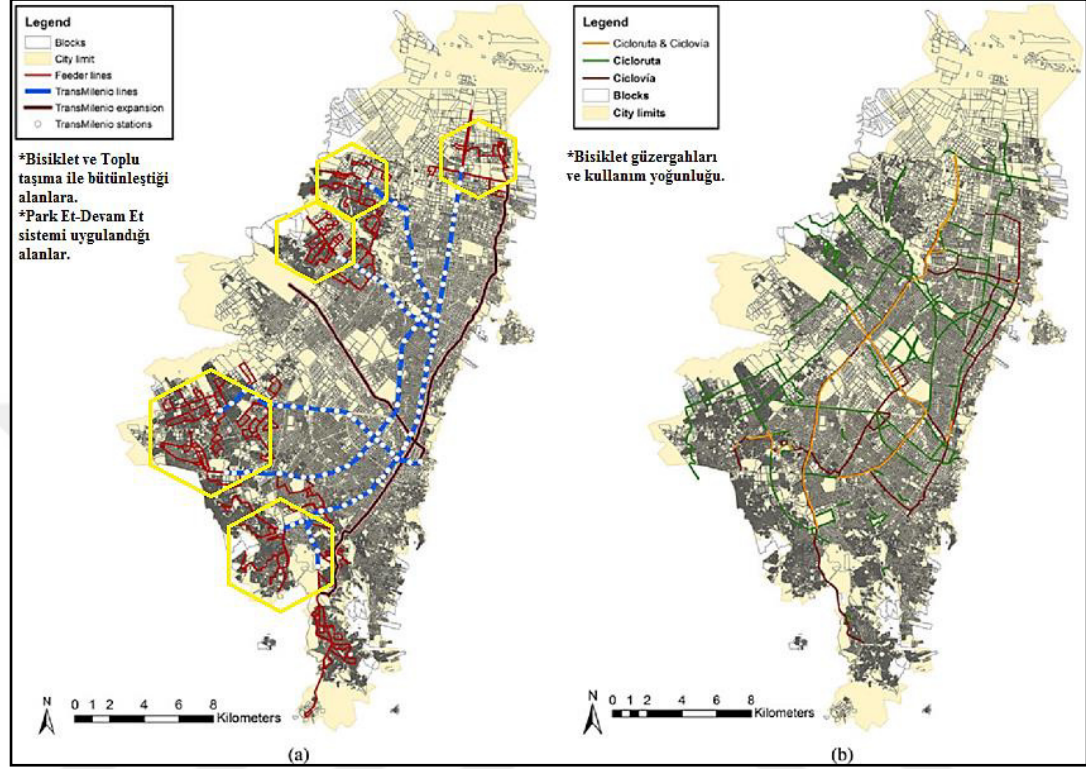 Legend
Blocks
City limit
Feeder lines
TransMilenio lines
TransMilenio expansion
TransMilenio stations
*Bisiklet ve Toplu
taşıma ile bütünleştiği
alanlara.
*Park Et-Devam Et
sistemi uygulandığı
alanlar.
N
0 1 2 4 6 8
Kilometers
(a)
Legend
Cicloruta & Ciclovía
Cicloruta
Ciclovía
Blocks
City limits
*Bisiklet güzergahları
ve kullanım yoğunluğu.
N
0 1 2 4 6 8
Kilometers
(b)